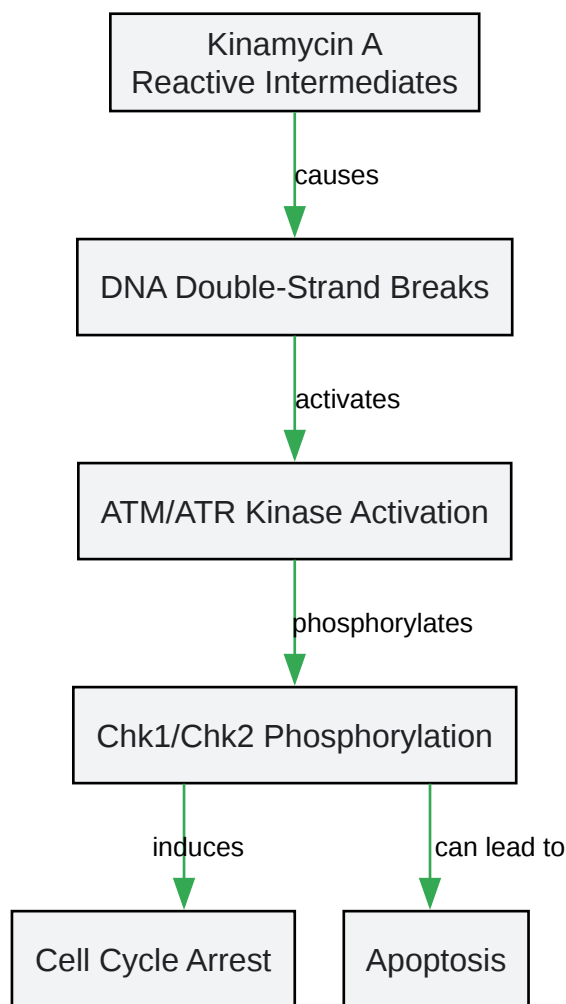 Kinamycin A
Reactive Intermediates
causes
DNA Double-Strand Breaks
activates
ATM/ATR Kinase Activation
phosphorylates
Chk1/Chk2 Phosphorylation
induces
can lead to
Cell Cycle Arrest
Apoptosis